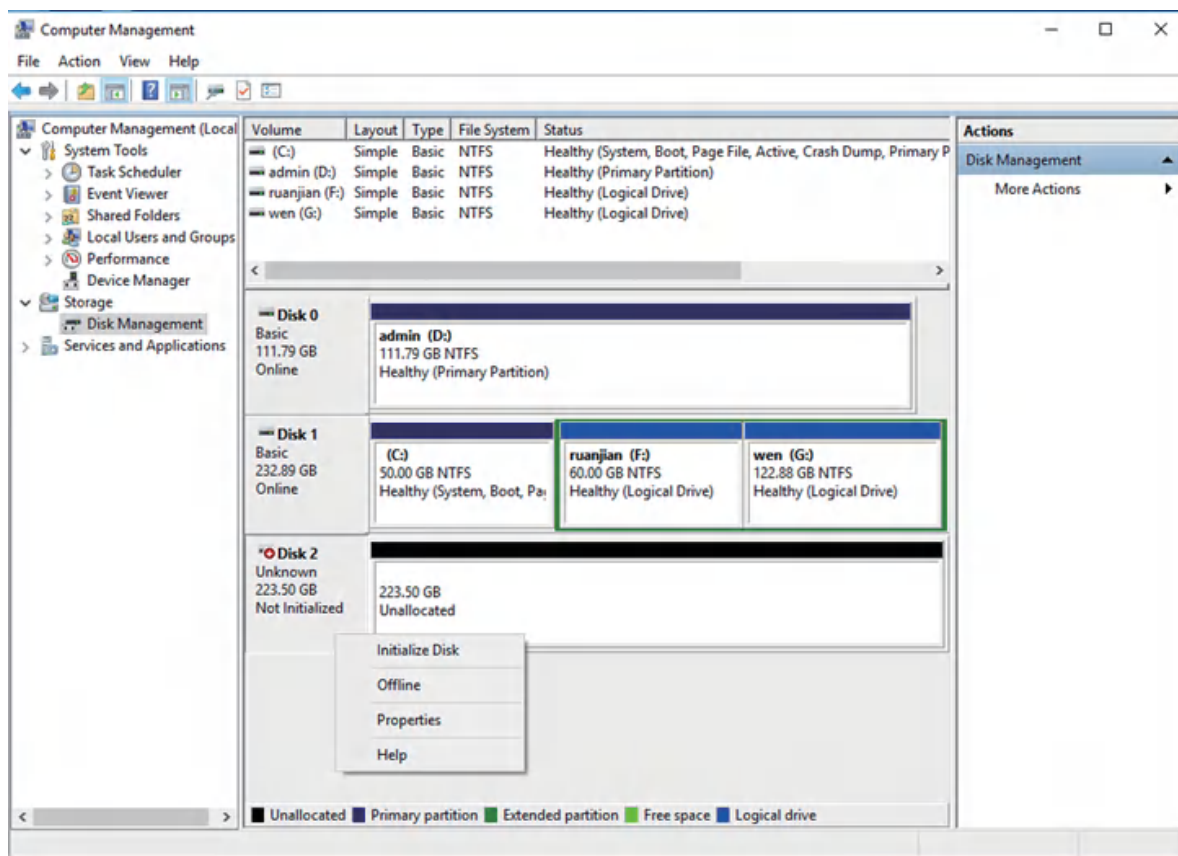 Computer Management
File Action View Help
Computer Management (Local
System Tools
Task Scheduler
Event Viewer
Shared Folders
Local Users and Groups
Performance
Device Manager
Storage
Disk Management
Services and Applications
Volume Layout Type File System Status
(C:) Simple Basic NTFS Healthy (System, Boot, Page File, Active, Crash Dump, Primary P
admin (D:) Simple Basic NTFS Healthy (Primary Partition)
ruanjian (F:) Simple Basic NTFS Healthy (Logical Drive)
wen (G:) Simple Basic NTFS Healthy (Logical Drive)
Disk 0
Basic
111.79 GB
Online
admin (D:)
111.79 GB NTFS
Healthy (Primary Partition)
Disk 1
Basic
232.89 GB
Online
(C:)
50.00 GB NTFS
Healthy (System, Boot, Pa
ruanjian (F:)
60.00 GB NTFS
Healthy (Logical Drive)
wen (G:)
122.88 GB NTFS
Healthy (Logical Drive)
Disk 2
Unknown
223.50 GB
Not Initialized
223.50 GB
Unallocated
Initialize Disk
Offline
Properties
Help
Unallocated Primary partition Extended partition Free space Logical drive
Actions
Disk Management
More Actions